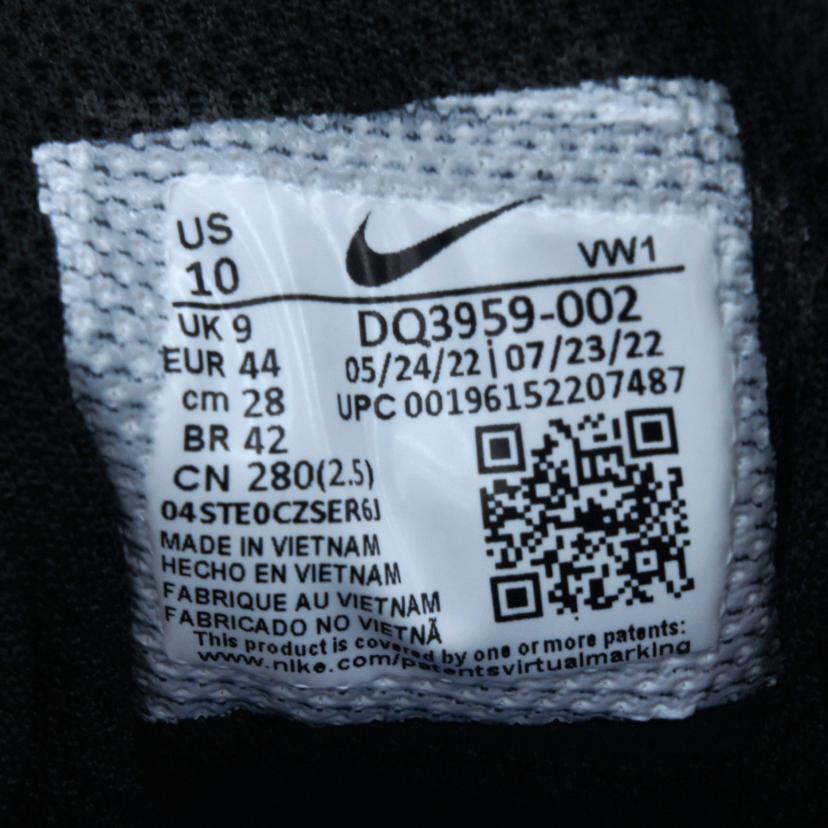 US
10
VW1
UK 9
EUR 44
cm 28
BR 42
CN 280(2.5)
DQ3959-002
05/24/22 | 07/23/22
UPC 00196152207487
04STE0CZSER6J
MADE IN VIETNAM
HECHO EN VIETNAM
FABRIQUE AU VIETNAM
FABRICADO NO VIETNÃ
This product is covered by one or more patents:
www.nike.com/patentsvirtualmarking